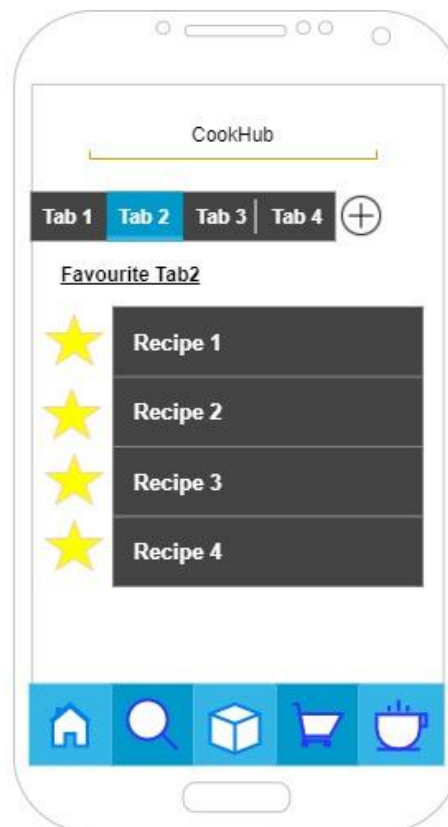 CookHub
Tab 1 Tab 2 Tab 3 Tab 4
Favourite Tab2
Recipe 1
Recipe 2
Recipe 3
Recipe 4